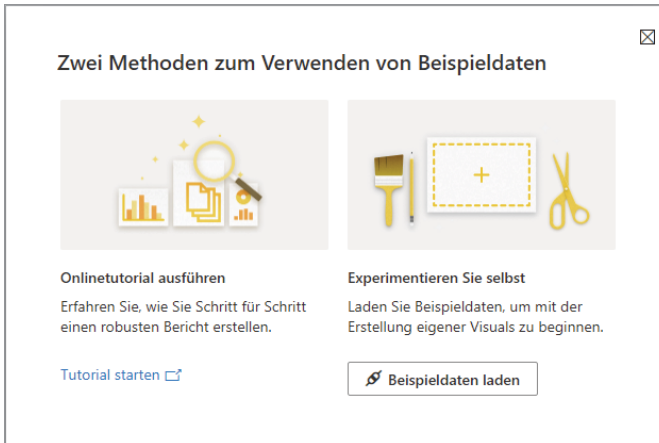 Zwei Methoden zum Verwenden von Beispieldaten
Onlinetutorial ausführen
Erfahren Sie, wie Sie Schritt für Schritt
einen robusten Bericht erstellen.
Tutorial starten
Experimentieren Sie selbst
Laden Sie Beispieldaten, um mit der
Erstellung eigener Visuals zu beginnen.
Beispieldaten laden